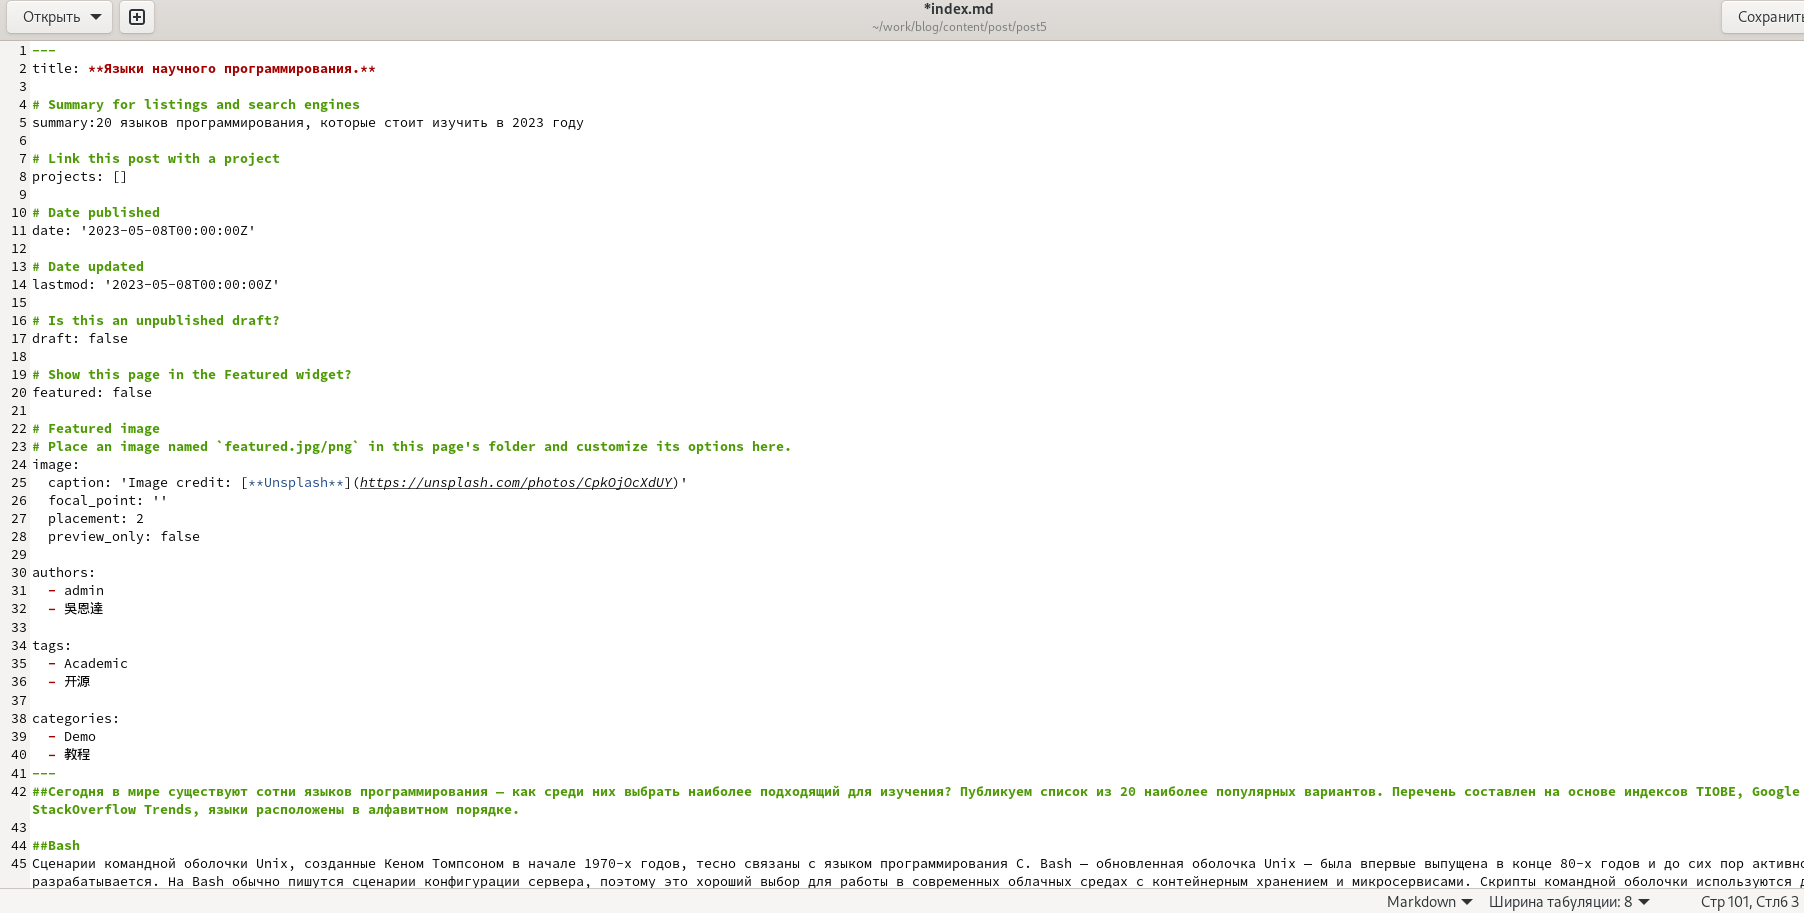 Открыть
*index.md
~/work/blog/content/post/post5
Сохранить
1 ---
2 title: **Языки научного программирования.**
3
4 # Summary for listings and search engines
5 summary:20 языков программирования, которые стоит изучить в 2023 году
6
7 # Link this post with a project
8 projects: []
9
10 # Date published
11 date: '2023-05-08T00:00:00Z'
12
13 # Date updated
14 lastmod: '2023-05-08T00:00:00Z'
15
16 # Is this an unpublished draft?
17 draft: false
18
19 # Show this page in the Featured widget?
20 featured: false
21
22 # Featured image
23 # Place an image named `featured.jpg/png` in this page's folder and customize its options here.
24 image:
25   caption: 'Image credit: [**Unsplash**](https://unsplash.com/photos/CpkOjOcXdUY)'
26   focal_point: ''
27   placement: 2
28   preview_only: false
29
30 authors:
31   - admin
32   - 吳恩達
33
34 tags:
35   - Academic
36   - 开源
37
38 categories:
39   - Demo
40   - 教程
41 ---
42 ##Сегодня в мире существуют сотни языков программирования — как среди них выбрать наиболее подходящий для изучения? Публикуем список из 20 наиболее популярных вариантов. Перечень составлен на основе индексов TIOBE, Google
StackOverflow Trends, языки расположены в алфавитном порядке.
43
44 ##Bash
45 Сценарии командной оболочки Unix, созданные Кеном Томпсоном в начале 1970-х годов, тесно связаны с языком программирования C. Bash — обновленная оболочка Unix — была впервые выпущена в конце 80-х годов и до сих пор активно
разрабатывается. На Bash обычно пишутся сценарии конфигурации сервера, поэтому это хороший выбор для работы в современных облачных средах с контейнерным хранением и микросервисами. Скрипты командной оболочки используются
Markdown Ширина табуляции: 8 Стр 101, Стлб 3